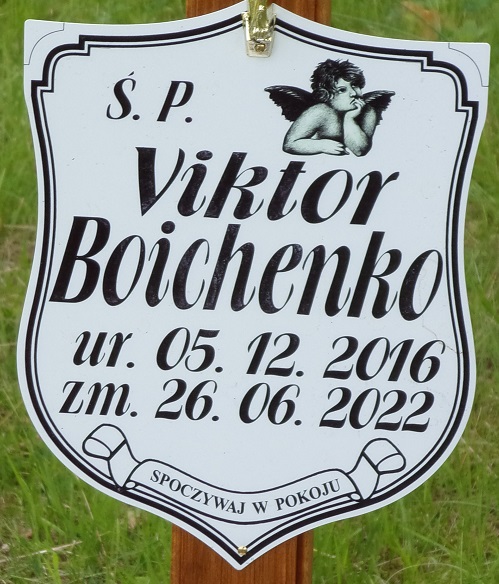 Ś. P.
Viktor
Boichenko
ur. 05. 12. 2016
zm. 26. 06. 2022
SPOCZYWAJ W POKOJU